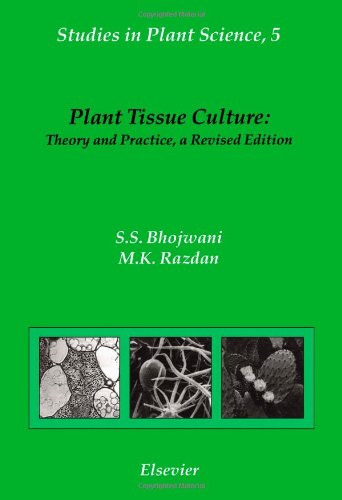 Studies in Plant Science, 5
Plant Tissue Culture:
Theory and Practice, a Revised Edition
S.S. Bhojwani
M.K. Razdan
Elsevier